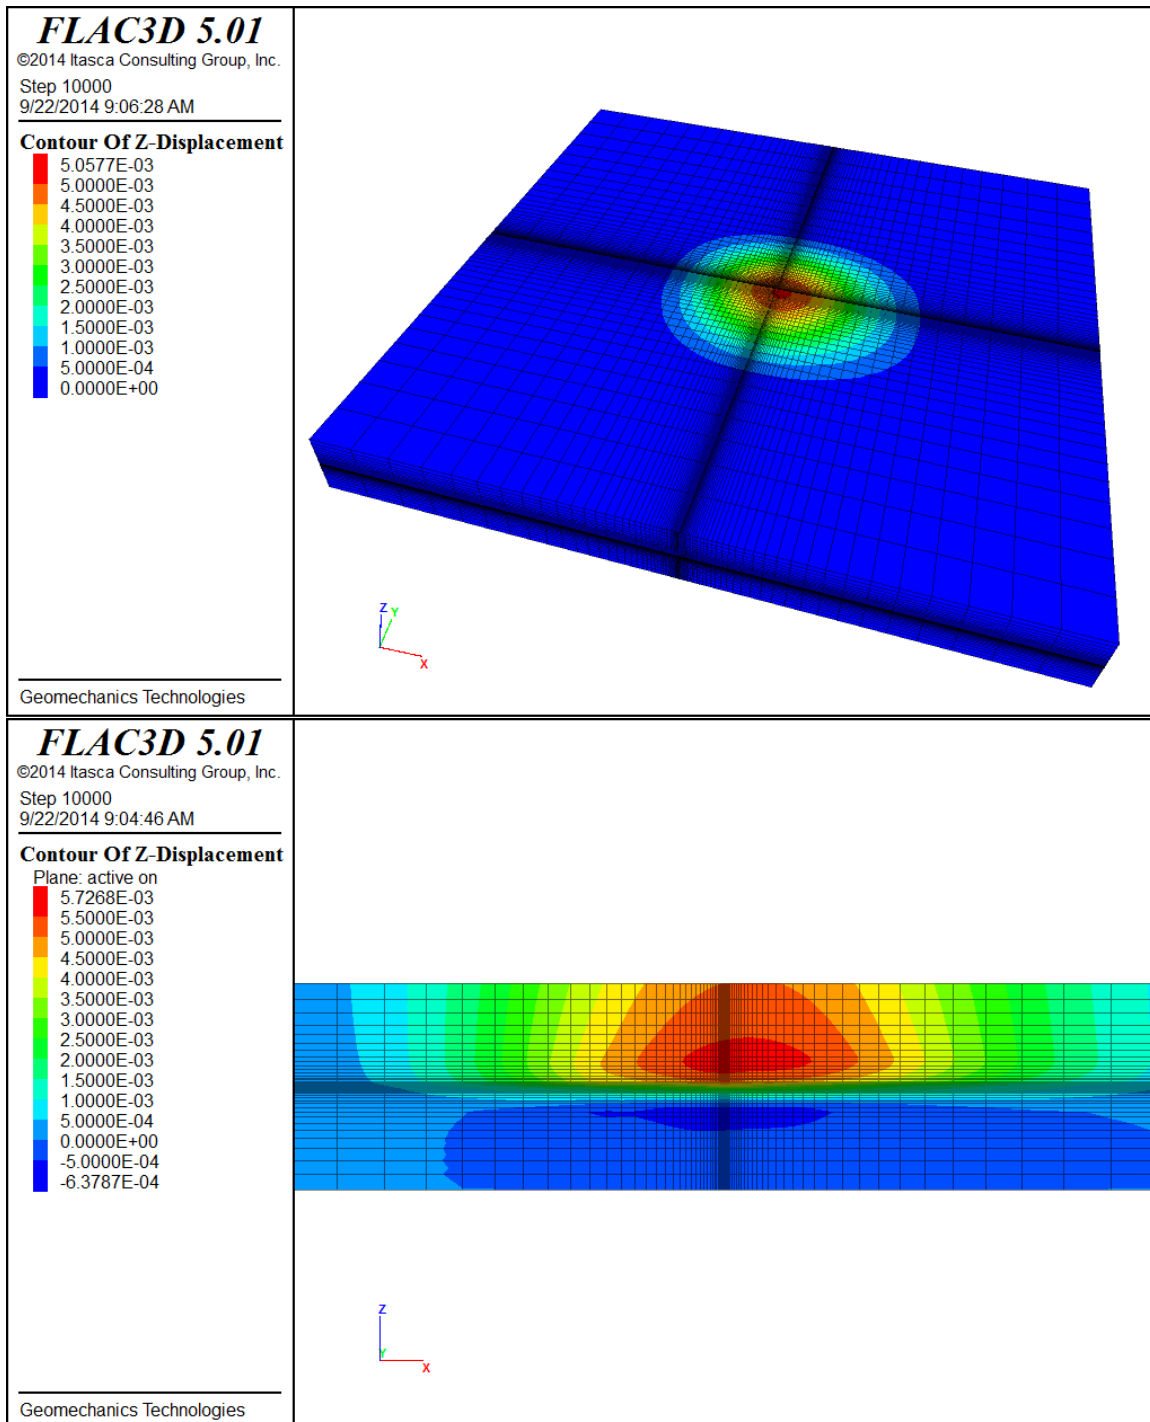 FLAC3D 5.01
©2014 Itasca Consulting Group, Inc.
Step 10000
9/22/2014 9:06:28 AM
Contour Of Z-Displacement
5.0577E-03
5.0000E-03
4.5000E-03
4.0000E-03
3.5000E-03
3.0000E-03
2.5000E-03
2.0000E-03
1.5000E-03
1.0000E-03
5.0000E-04
0.0000E+00
Z
Y
X
Geomechanics Technologies
FLAC3D 5.01
©2014 Itasca Consulting Group, Inc.
Step 10000
9/22/2014 9:04:46 AM
Contour Of Z-Displacement
Plane: active on
5.7268E-03
5.5000E-03
5.0000E-03
4.5000E-03
4.0000E-03
3.5000E-03
3.0000E-03
2.5000E-03
2.0000E-03
1.5000E-03
1.0000E-03
5.0000E-04
0.0000E+00
-5.0000E-04
-6.3787E-04
Z
Y
X
Geomechanics Technologies